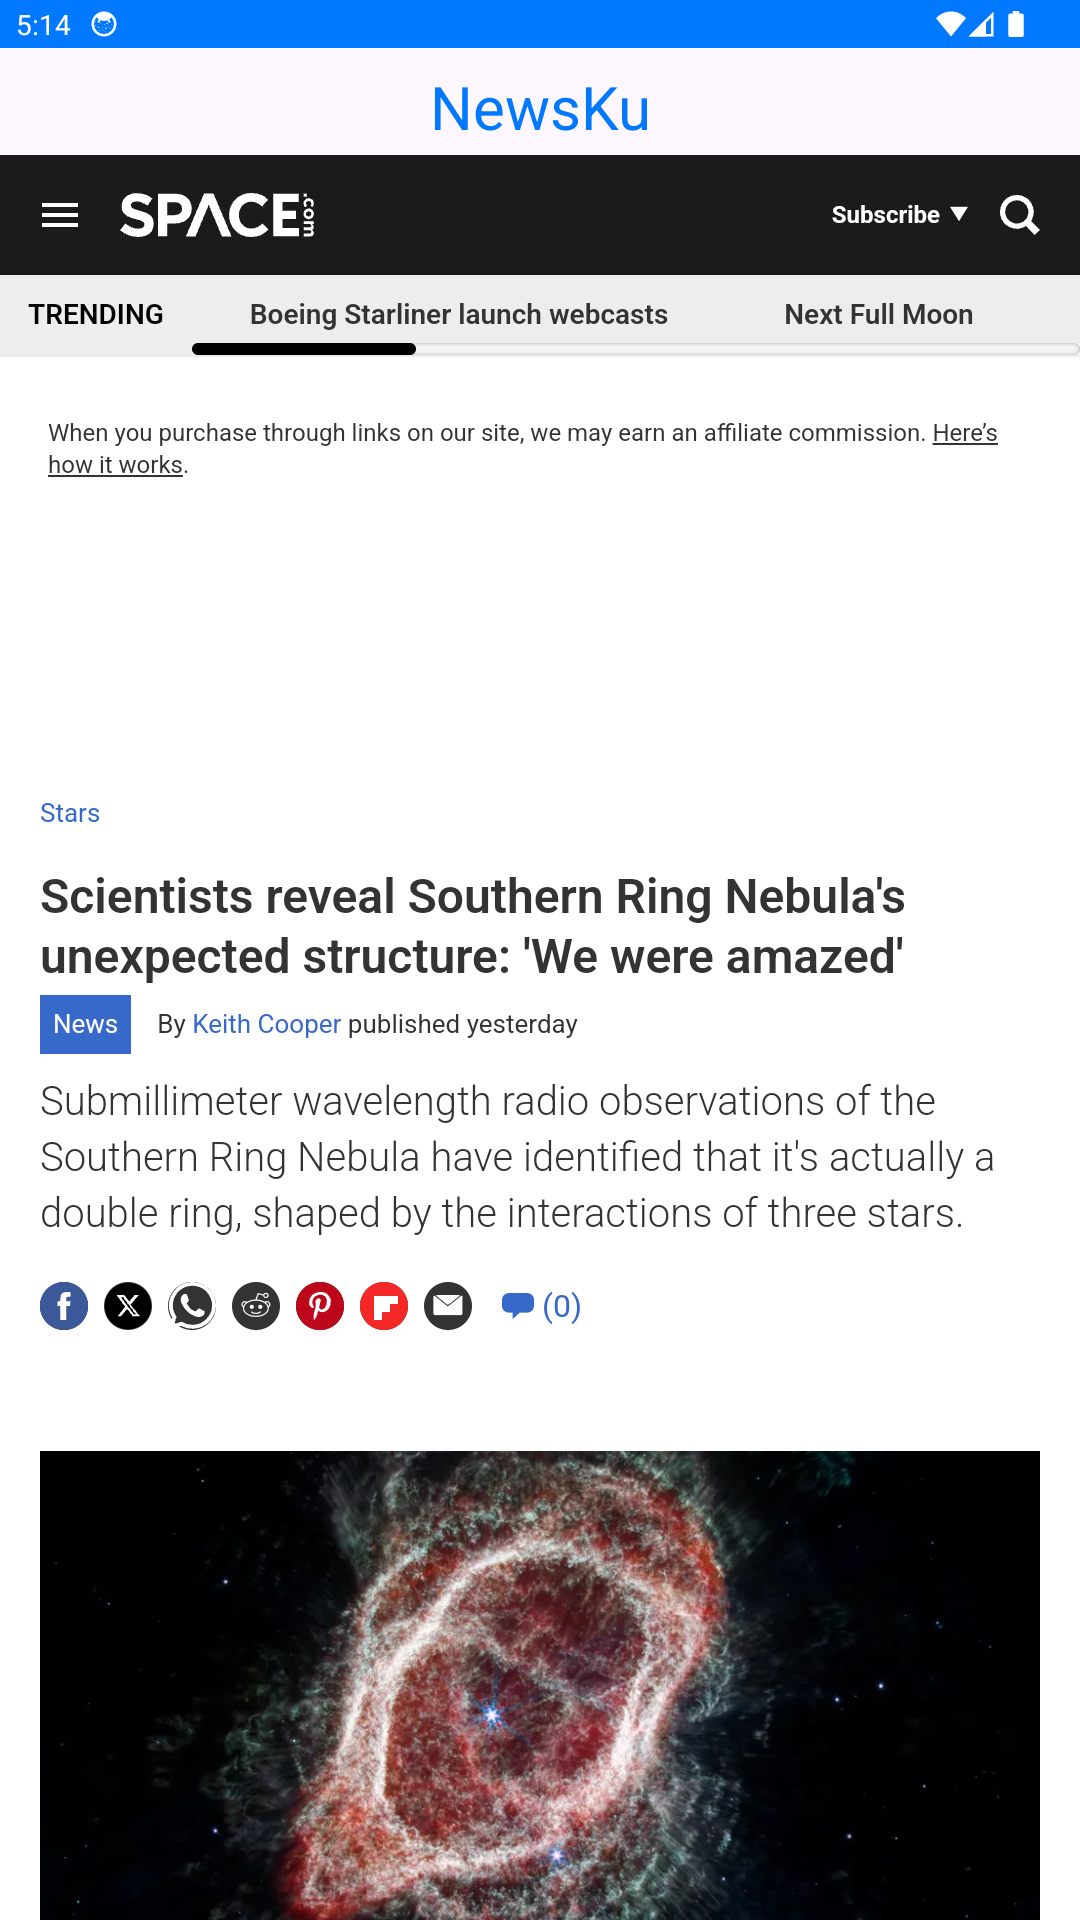 5:14
NewsKu
SPACE.com
Subscribe ▼
TRENDING
Boeing Starliner launch webcasts
Next Full Moon
When you purchase through links on our site, we may earn an affiliate commission. Here’s
how it works.
Stars
Scientists reveal Southern Ring Nebula's
unexpected structure: 'We were amazed'
News
By Keith Cooper published yesterday
Submillimeter wavelength radio observations of the
Southern Ring Nebula have identified that it's actually a
double ring, shaped by the interactions of three stars.
(0)